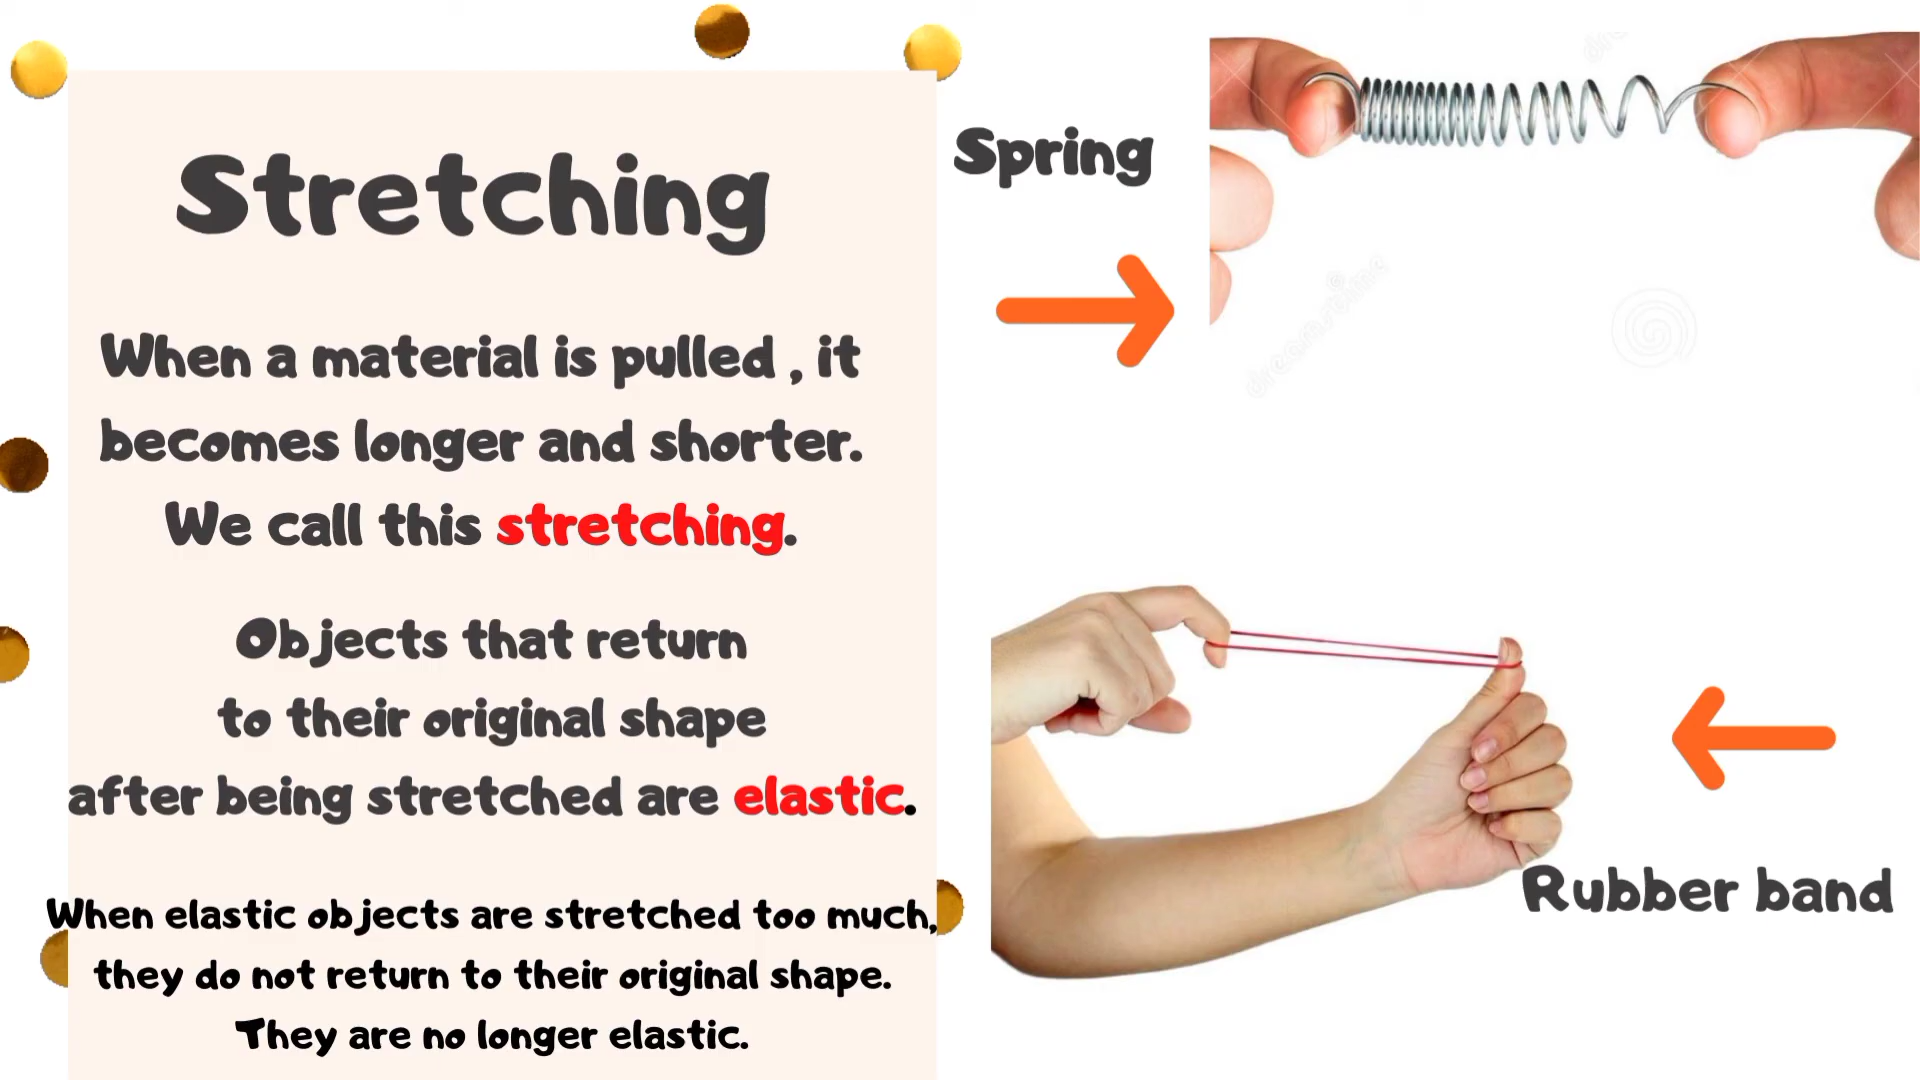 Stretching
When a material is pulled , it
becomes longer and shorter.
We call this stretching.
Objects that return
to their original shape
after being stretched are elastic.
When elastic objects are stretched too much,
they do not return to their original shape.
They are no longer elastic.
Spring
dreamstime
Rubber band